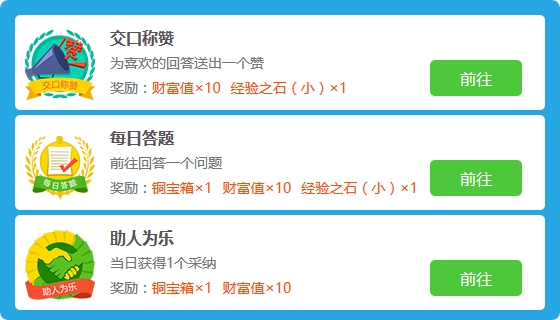 交口称赞
为喜欢的回答送出一个赞
奖励：财富值×10 经验之石（小）×1
前往
赞
交口称赞
每日答题
前往回答一个问题
奖励：铜宝箱×1 财富值×10 经验之石（小）×1
前往
每日答题
助人为乐
当日获得1个采纳
奖励：铜宝箱×1 财富值×10
前往
助人为乐